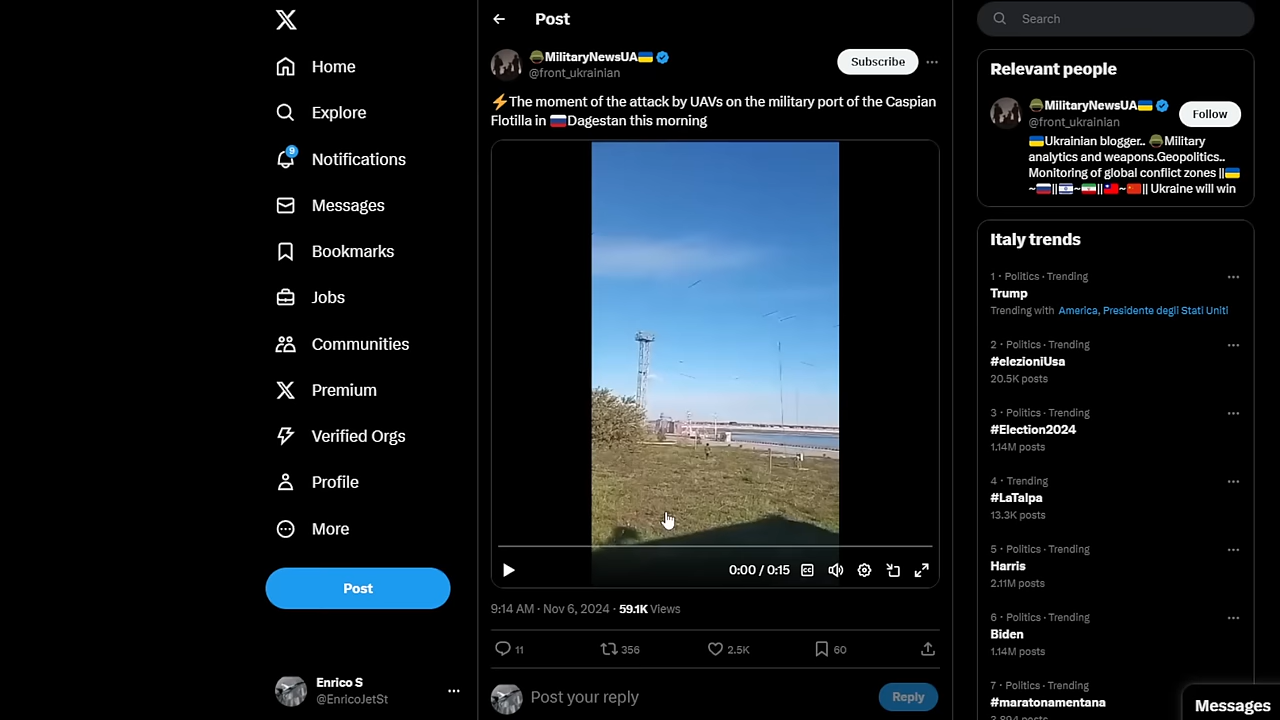 Home
Explore
9
Notifications
Messages
Bookmarks
Jobs
Communities
Premium
Verified Orgs
Profile
More
Post
Enrico S
@EnricoJetSt
Post
MilitaryNewsUA
@front_ukrainian
Subscribe
⚡The moment of the attack by UAVs on the military port of the Caspian
Flotilla in 🇷🇺Dagestan this morning
0:00 / 0:15
CC
9:14 AM · Nov 6, 2024 · 59.1K Views
11
356
2.5K
60
Post your reply
Reply
Search
Relevant people
MilitaryNewsUA
@front_ukrainian
Follow
🇺🇦Ukrainian blogger.. 🪖Military
analytics and weapons.Geopolitics..
Monitoring of global conflict zones ||🇺🇦
~🇷🇺||🇮🇱~🇮🇷||🇹🇼~🇨🇳|| Ukraine will win
Italy trends
1 · Politics · Trending
Trump
Trending with America, Presidente degli Stati Uniti
2 · Politics · Trending
#elezioniUsa
20.5K posts
3 · Politics · Trending
#Election2024
1.14M posts
4 · Trending
#LaTalpa
13.3K posts
5 · Politics · Trending
Harris
2.11M posts
6 · Politics · Trending
Biden
1.14M posts
7 · Politics · Trending
#maratonamentana
Messages